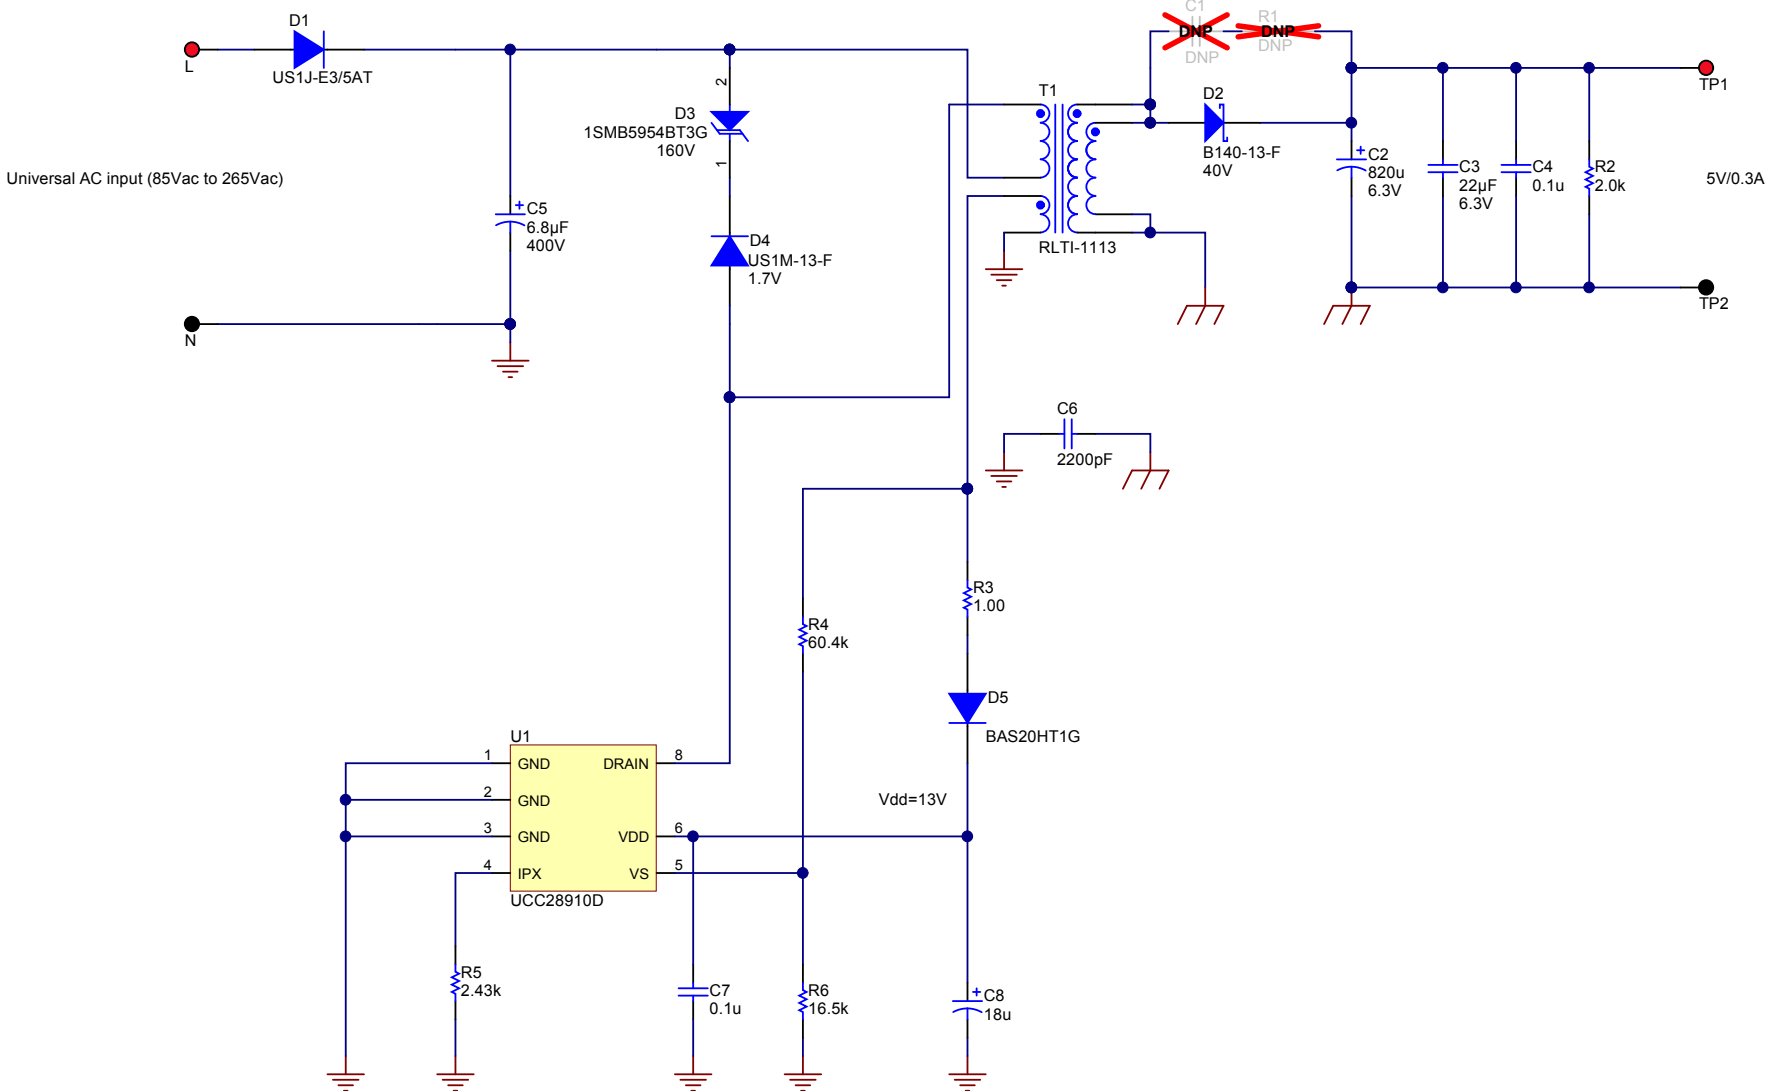 D1
L
US1J-E3/5AT
C1
DNP
DNP
R1
DNP
DNP
T1
D2
B140-13-F
40V
TP1
2
D3
1SMB5954BT3G
160V
1
C2
820u
6.3V
C3
22µF
6.3V
C4
0.1u
R2
2.0k
5V/0.3A
Universal AC input (85Vac to 265Vac)
C5
6.8µF
400V
D4
US1M-13-F
1.7V
RLTI-1113
TP2
N
C6
2200pF
R3
1.00
R4
60.4k
D5
BAS20HT1G
Vdd=13V
U1
1
GND
DRAIN
8
2
GND
3
GND
VDD
6
4
IPX
VS
5
UCC28910D
R5
2.43k
C7
0.1u
R6
16.5k
C8
18u